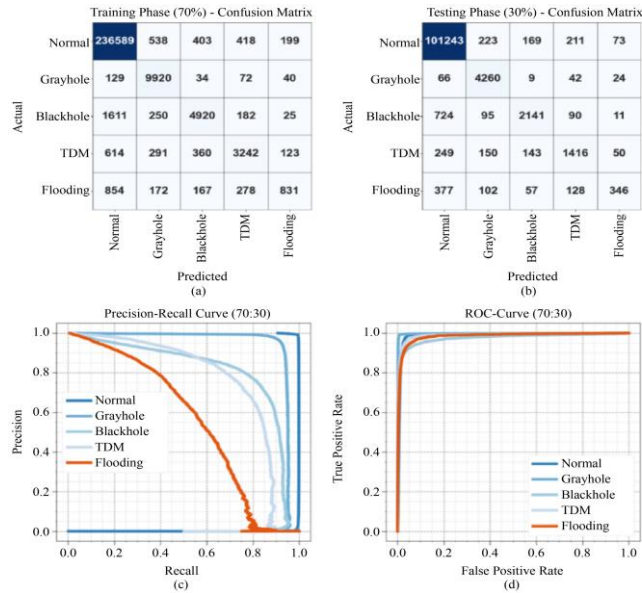 Training Phase (70%) - Confusion Matrix
Actual
Normal 236589 538 403 418 199
Grayhole 129 9920 34 72 40
Blackhole 1611 250 4920 182 25
TDM 614 291 360 3242 123
Flooding 854 172 167 278 831
Normal Grayhole Blackhole TDM Flooding
Predicted
(a)
Testing Phase (30%) - Confusion Matrix
Actual
Normal 101243 223 169 211 73
Grayhole 66 4260 9 42 24
Blackhole 724 95 2141 90 11
TDM 249 150 143 1416 50
Flooding 377 102 57 128 346
Normal Grayhole Blackhole TDM Flooding
Predicted
(b)
Precision-Recall Curve (70:30)
Precision
1.0
0.8
0.6
0.4
0.2
0.0
Normal
Grayhole
Blackhole
TDM
Flooding
0.0 0.2 0.4 0.6 0.8 1.0
Recall
(c)
ROC-Curve (70:30)
True Positive Rate
1.0
0.8
0.6
0.4
0.2
0.0
Normal
Grayhole
Blackhole
TDM
Flooding
0.0 0.2 0.4 0.6 0.8 1.0
False Positive Rate
(d)